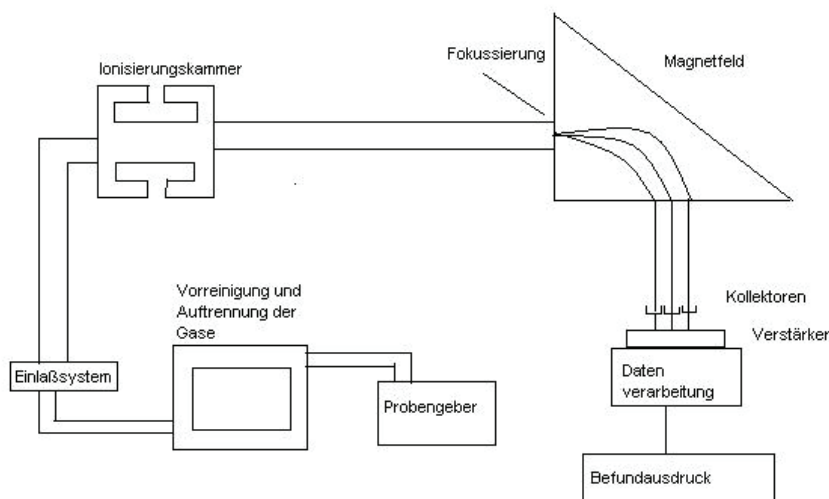 Fokussierung
Magnetfeld
Ionisierungskammer
Vorreinigung und
Auftrennung der
Gase
Kollektoren
Verstärker
Einlaßsystem
Daten
verarbeitung
Probengeber
Befundausdruck